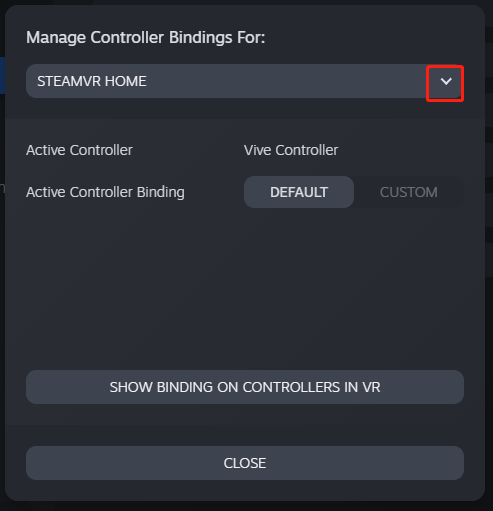 Manage Controller Bindings For:
STEAMVR HOME
Active Controller Vive Controller
Active Controller Binding DEFAULT CUSTOM
SHOW BINDING ON CONTROLLERS IN VR
CLOSE